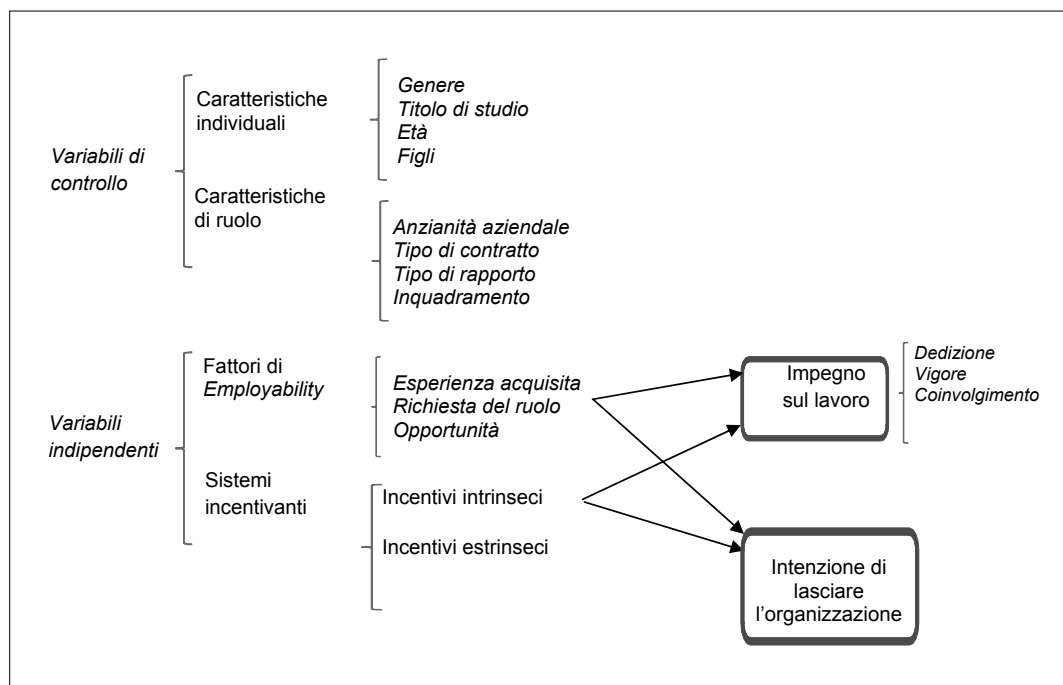 Variabili di
controllo
Caratteristiche
individuali
Genere
Titolo di studio
Età
Figli
Caratteristiche
di ruolo
Anzianità aziendale
Tipo di contratto
Tipo di rapporto
Inquadramento
Variabili
indipendenti
Fattori di
Employability
Esperienza acquisita
Richiesta del ruolo
Opportunità
Sistemi
incentivanti
Incentivi intrinseci
Incentivi estrinseci
Impegno
sul lavoro
Dedizione
Vigore
Coinvolgimento
Intenzione di
lasciare
l’organizzazione